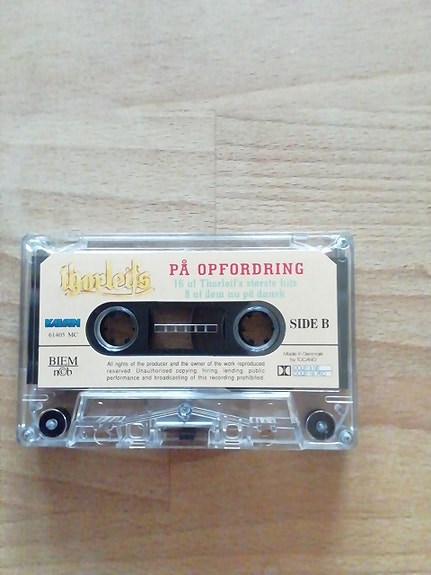 Thorleifs
PÅ OPFORDRING
16 af Thorleif's største hits
8 af dem nu på dansk
61405 MC
SIDE B
BIEM
n©b
All rights of the producer and the owner of the work reproduced
reserved. Unauthorised copying, hiring, lending, public
performance and broadcasting of this recording prohibited.
Made in Denmark
by TOCANO